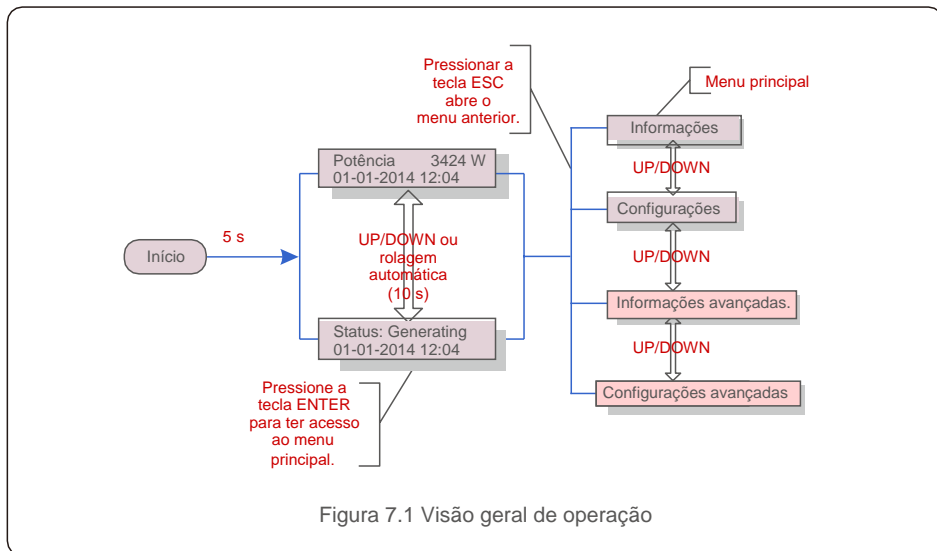 Pressionar a
tecla ESC
abre o
menu anterior.
Menu principal
Informações
UP/DOWN
Potência 3424 W
01-01-2014 12:04
Configurações
5 s
Início
UP/DOWN ou
rolagem
automática
(10 s)
UP/DOWN
Informações avançadas.
Status: Generating
01-01-2014 12:04
UP/DOWN
Configurações avançadas
Pressione a
tecla ENTER
para ter acesso
ao menu
principal.
Figura 7.1 Visão geral de operação